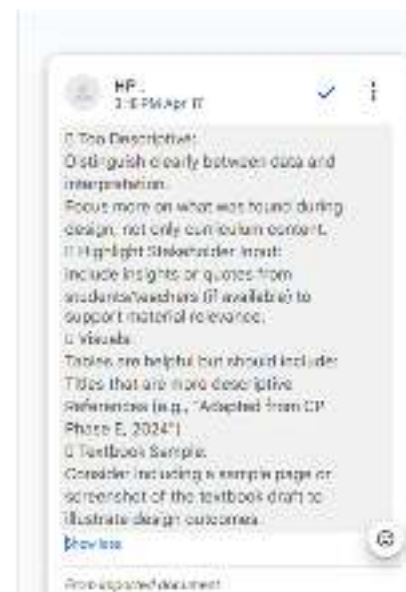 HP .
PM Apr 17
Too Descriptive:
Distinguish clearly between data and
interpretation.
Focus more on what was found during
design, not only curriculum content.
Highlight Stakeholder Input:
Include insights or quotes from
students/teachers (if available) to
support material relevance.
Visuals:
Tables are helpful but should include:
Titles that are more descriptive
References (e.g., "Adapted from CP
Phase E, 2024")
Textbook Sample:
Consider including a sample page or
screenshot of the textbook draft to
illustrate design outcomes.
Show less
From imported document